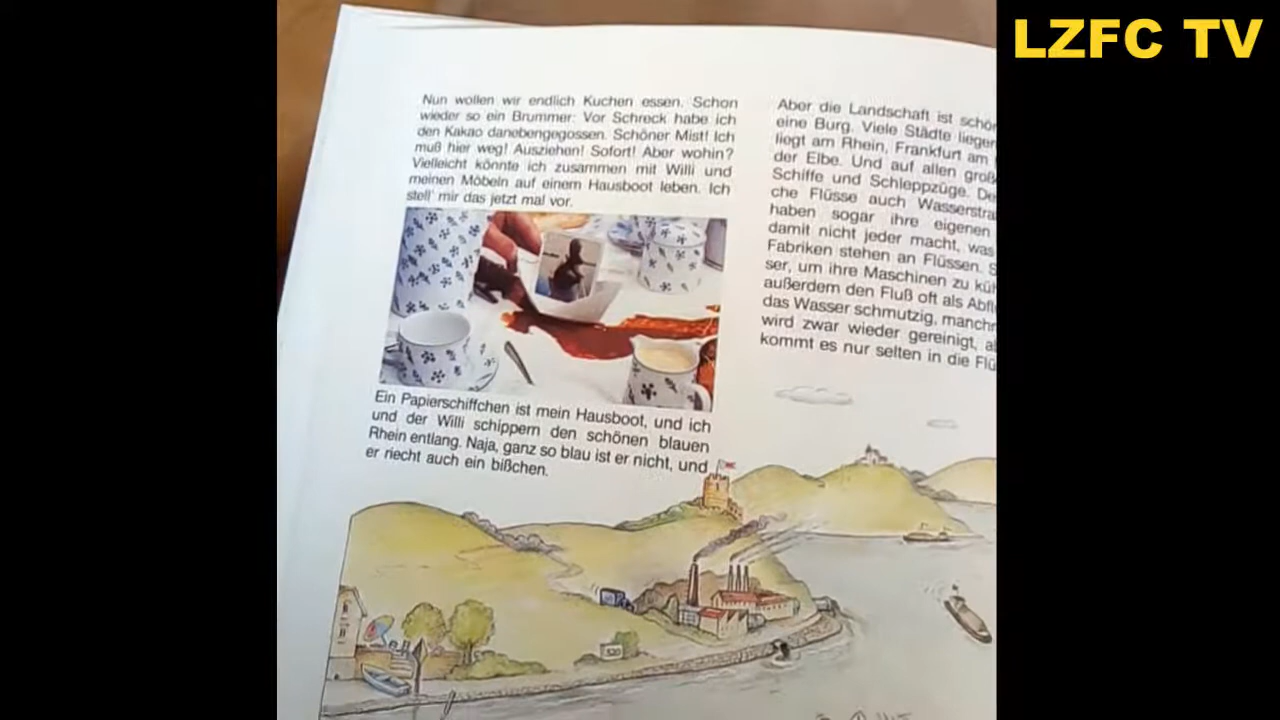 LZFC TV
Nun wollen wir endlich Kuchen essen. Schon
wieder so ein Brummer: Vor Schreck habe ich
den Kakao danebengegossen. Schöner Mist! Ich
muß hier weg! Ausziehen! Sofort! Aber wohin?
Vielleicht könnte ich zusammen mit Willi und
meinen Möbeln auf einem Hausboot leben. Ich
stell' mir das jetzt mal vor.
Ein Papierschiffchen ist mein Hausboot, und ich
und der Willi schippern den schönen blauen
Rhein entlang. Naja, ganz so blau ist er nicht, und
er riecht auch ein bißchen.
Aber die Landschaft ist schö
eine Burg. Viele Städte liege
liegt am Rhein, Frankfurt am
der Elbe. Und auf allen groß
Schiffe und Schleppzüge. De
che Flüsse auch Wasserstra
haben sogar ihre eigenen
damit nicht jeder macht, was
Fabriken stehen an Flüssen. S
ser, um ihre Maschinen zu kü
außerdem den Fluß oft als Abfl
das Wasser schmutzig, manch
wird zwar wieder gereinigt, a
kommt es nur selten in die Flü
520